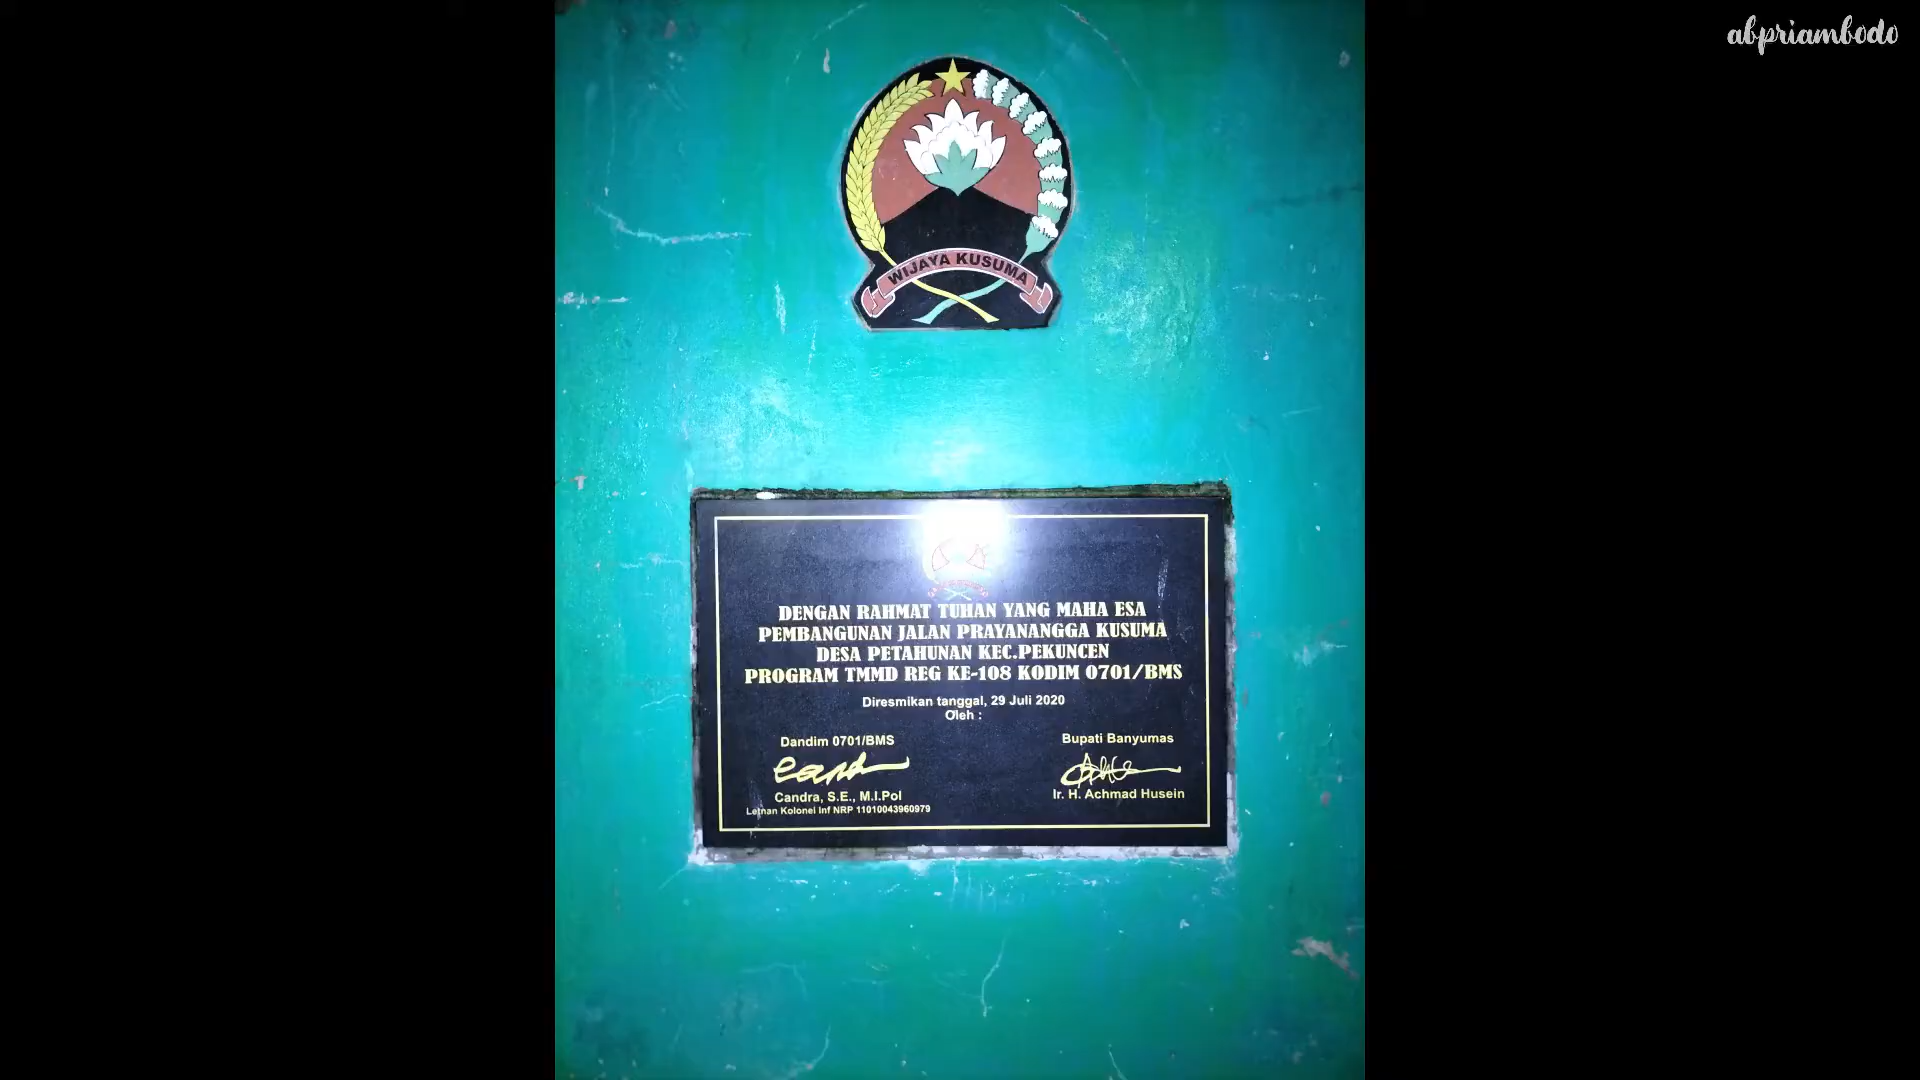 abpriambodo
WIJAYA KUSUMA
DENGAN RAHMAT TUHAN YANG MAHA ESA
PEMBANGUNAN JALAN PRAYANANGGA KUSUMA
DESA PETAHUNAN KEC.PEKUNCEN
PROGRAM TMMD REG KE-108 KODIM 0701/BMS
Diresmikan tanggal, 29 Juli 2020
Oleh :
Dandim 0701/BMS
Candra, S.E., M.I.Pol
Letnan Kolonel Inf NRP 11010043960979
Bupati Banyumas
Ir. H. Achmad Husein